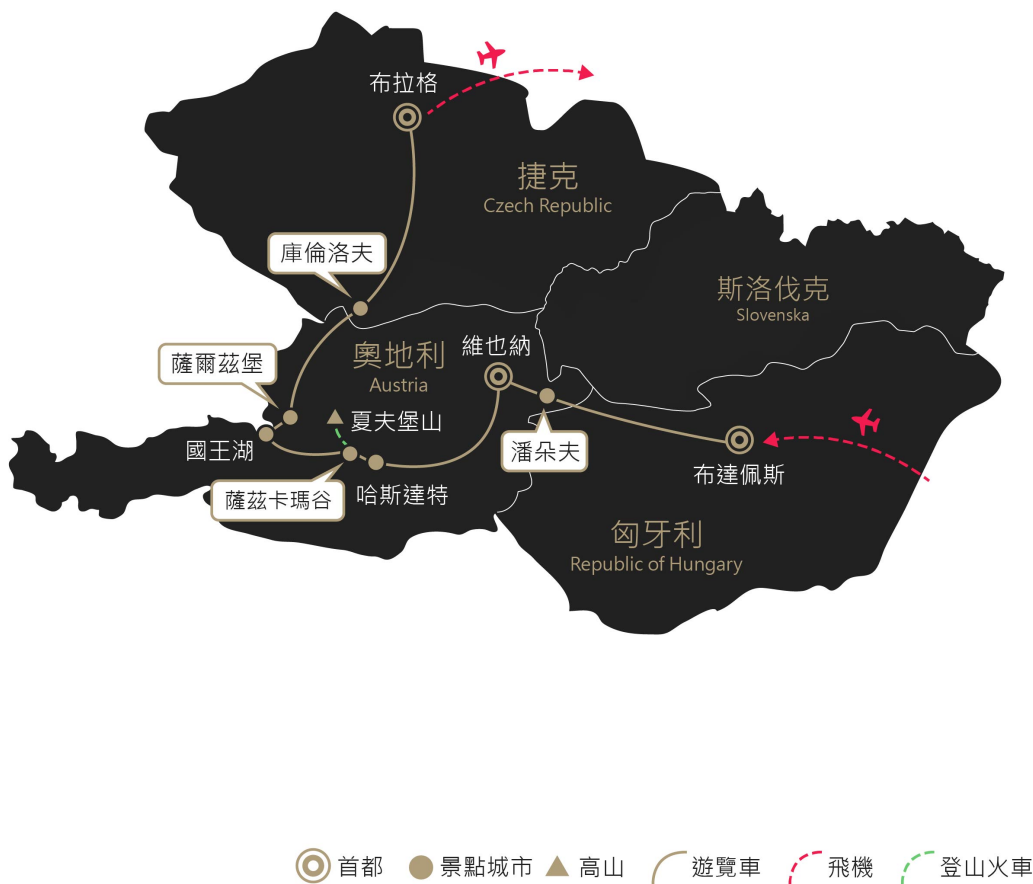 布拉格
捷克
Czech Republic
庫倫洛夫
斯洛伐克
Slovenska
奧地利
Austria
維也納
薩爾茲堡
夏夫堡山
國王湖
潘朵夫
布達佩斯
薩茲卡瑪谷
哈斯達特
匈牙利
Republic of Hungary
首都 景點城市 高山 遊覽車 飛機 登山火車